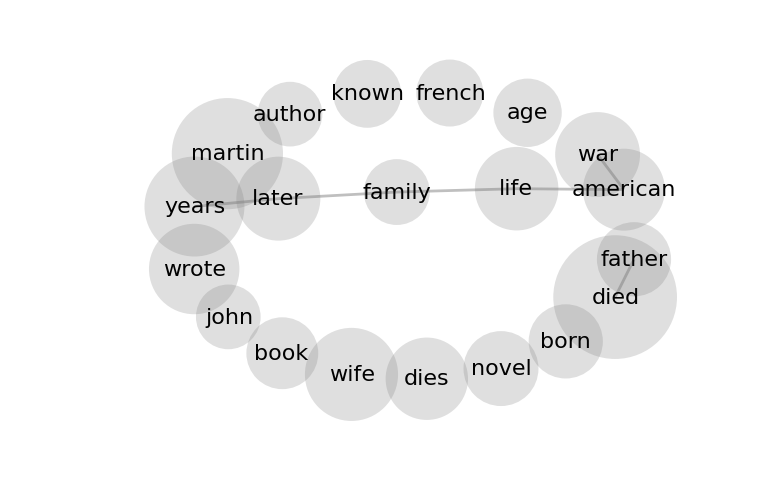 known
french
age
author
martin
war
years
later
family
life
american
wrote
father
died
john
book
born
wife
dies
novel